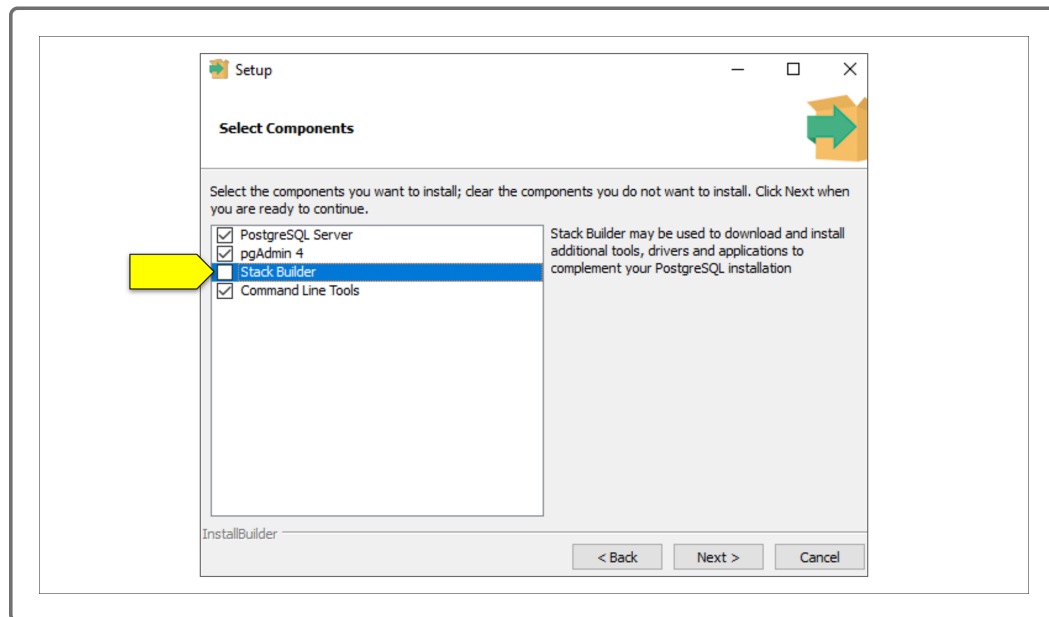 Setup
Select Components
Select the components you want to install; clear the components you do not want to install. Click Next when
you are ready to continue.
PostgreSQL Server
pgAdmin 4
Stack Builder
Command Line Tools
Stack Builder may be used to download and install
additional tools, drivers and applications to
complement your PostgreSQL installation
InstallBuilder
< Back
Next >
Cancel